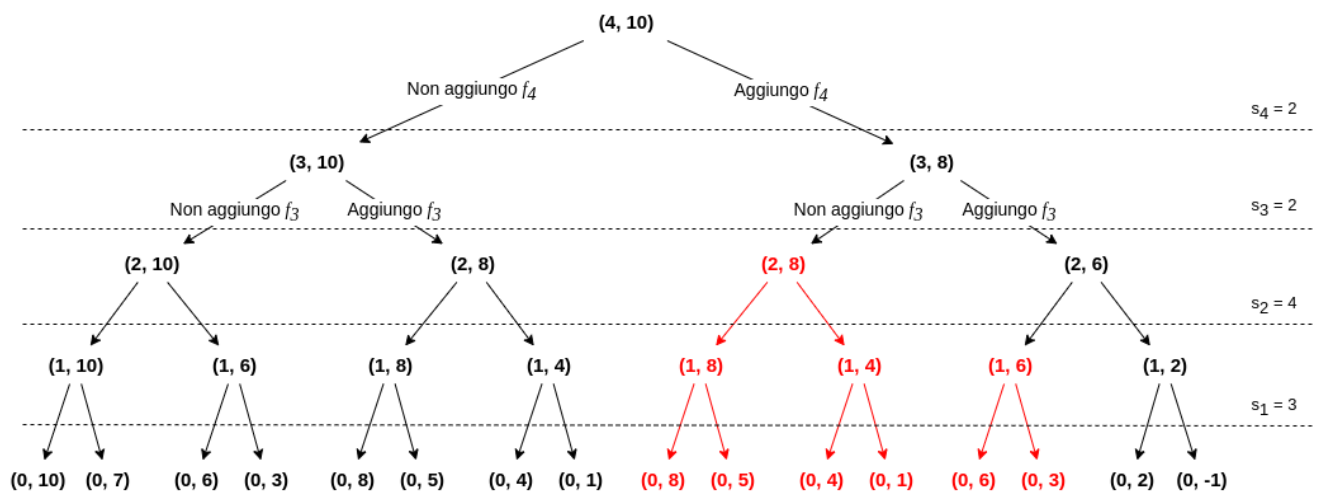 (4, 10)
Non aggiungo f4 Aggiungo f4
s4 = 2
(3, 10) (3, 8)
Non aggiungo f3 Aggiungo f3 Non aggiungo f3 Aggiungo f3
s3 = 2
(2, 10) (2, 8) (2, 8) (2, 6)
s2 = 4
(1, 10) (1, 6) (1, 8) (1, 4) (1, 8) (1, 4) (1, 6) (1, 2)
s1 = 3
(0, 10) (0, 7) (0, 6) (0, 3) (0, 8) (0, 5) (0, 4) (0, 1) (0, 8) (0, 5) (0, 4) (0, 1) (0, 6) (0, 3) (0, 2) (0, -1)